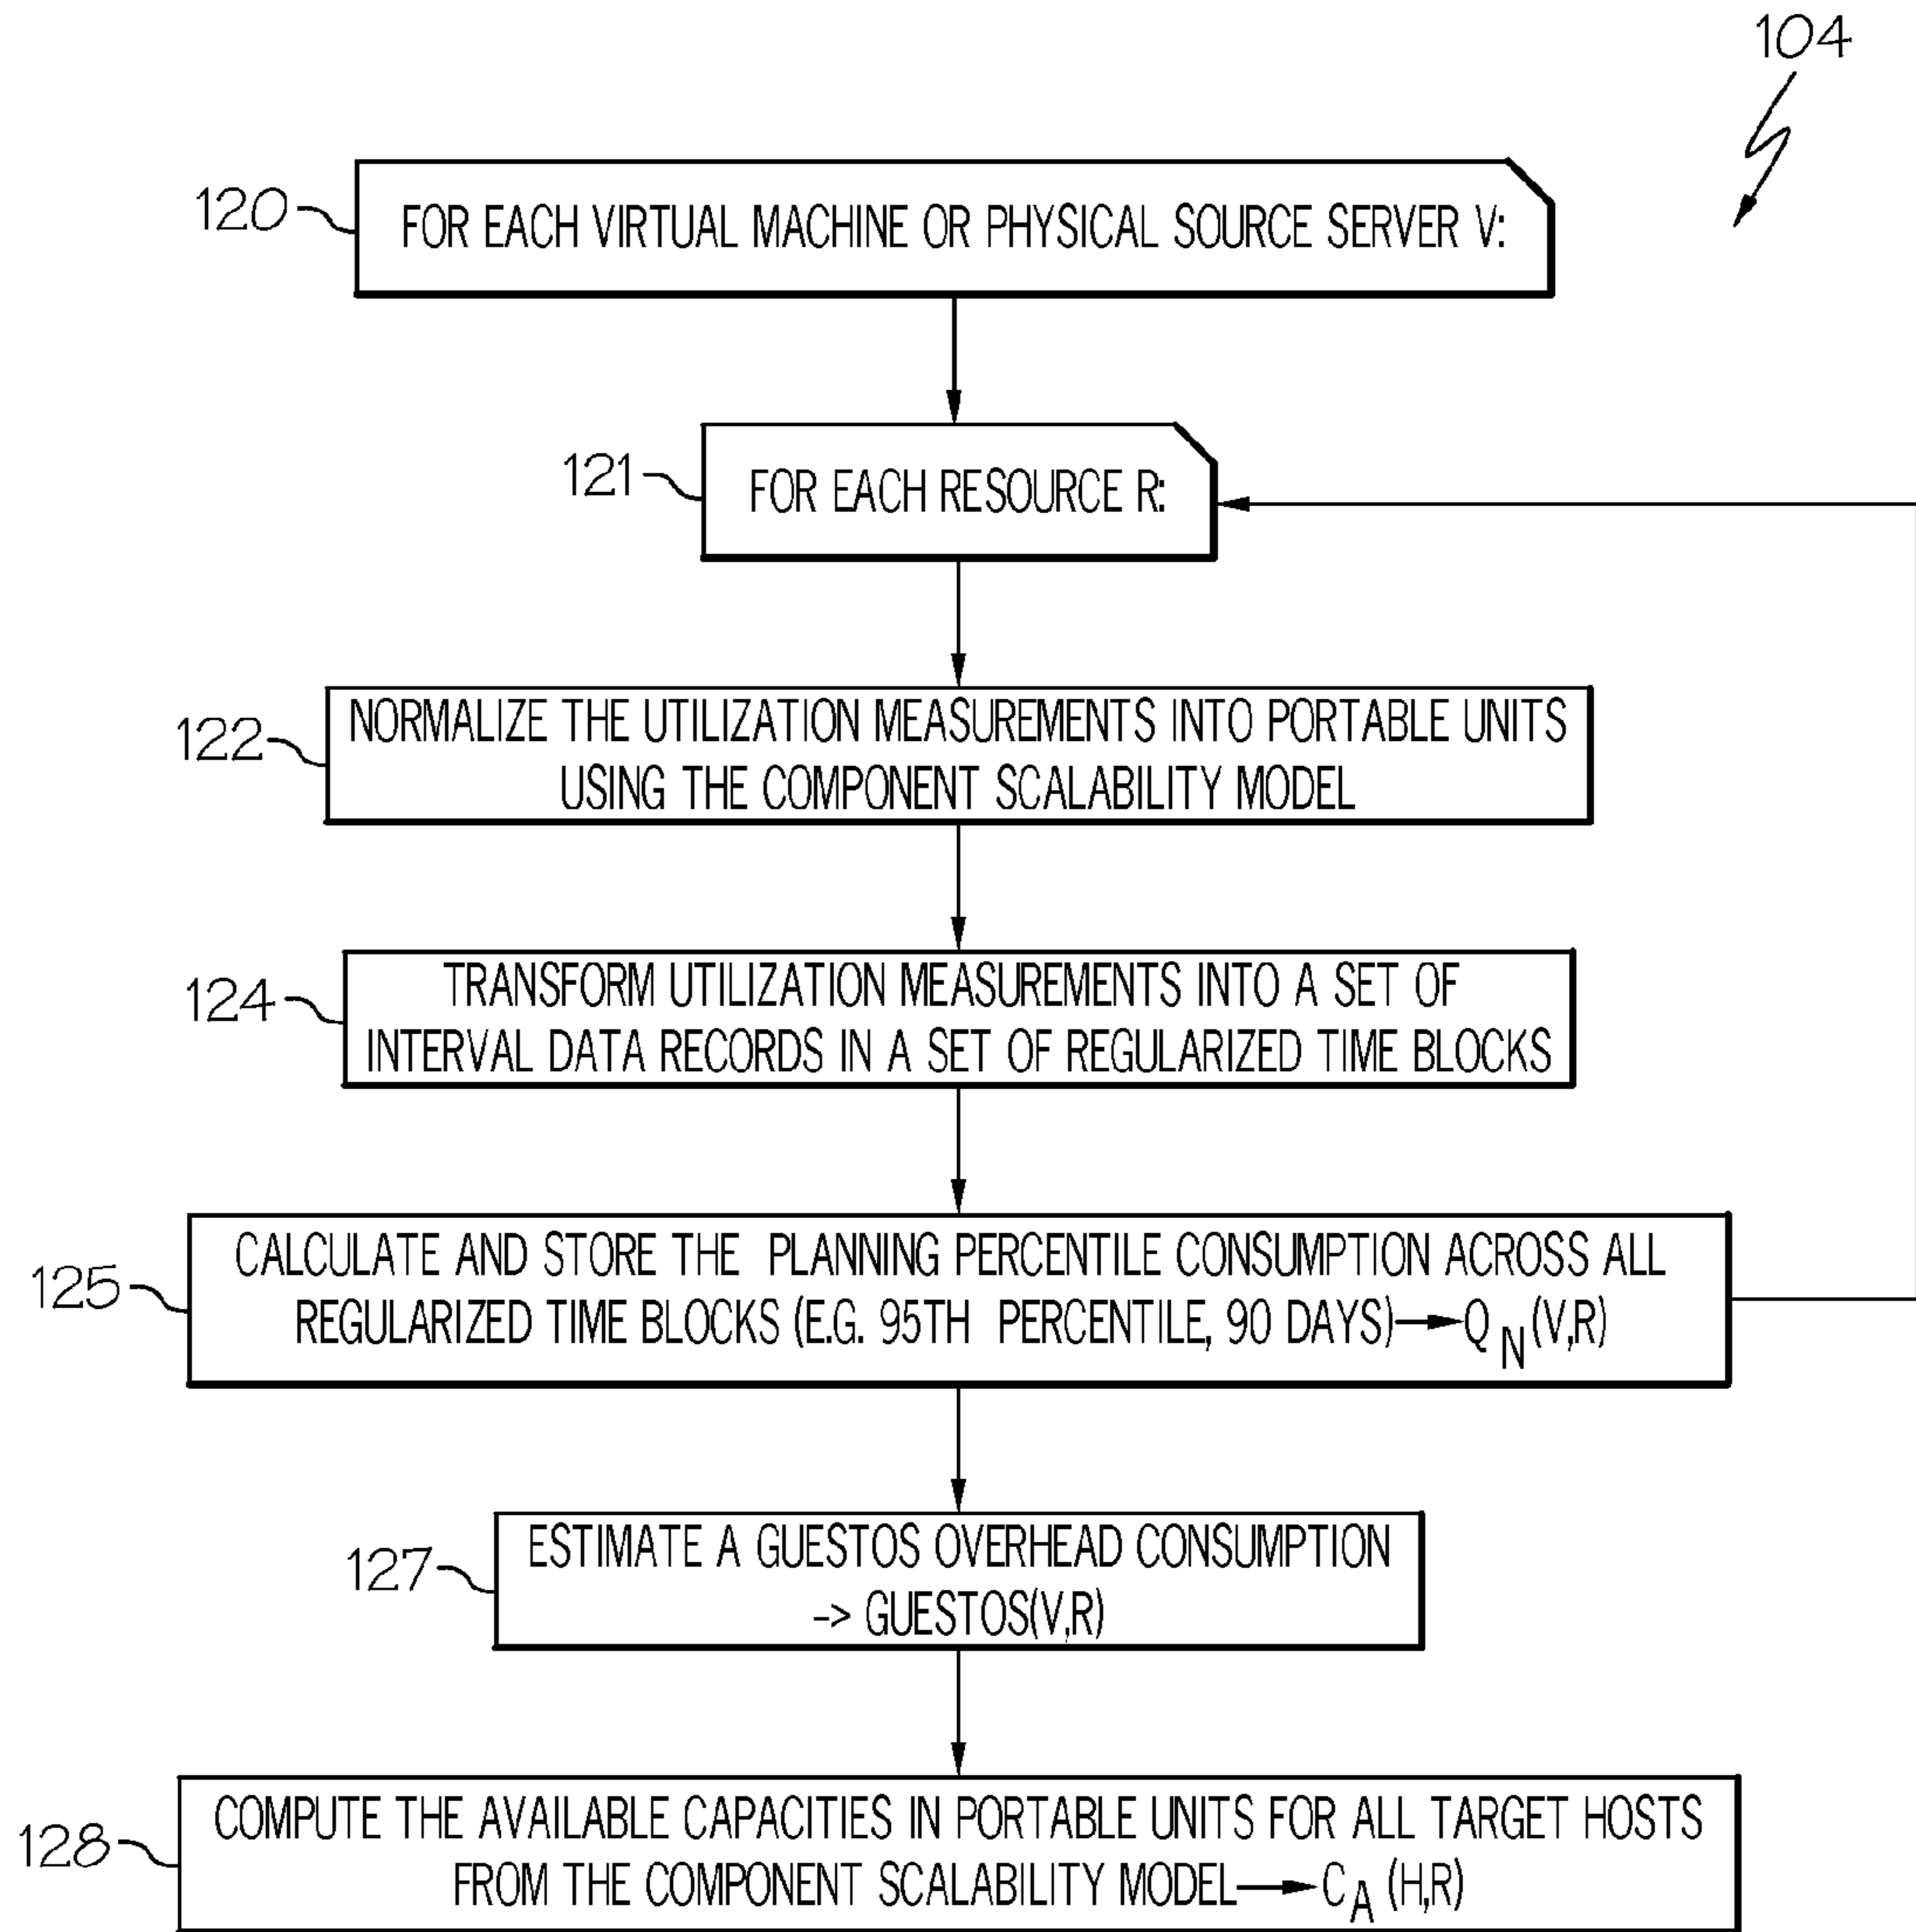 104
120
FOR EACH VIRTUAL MACHINE OR PHYSICAL SOURCE SERVER V:
121
FOR EACH RESOURCE R:
122
NORMALIZE THE UTILIZATION MEASUREMENTS INTO PORTABLE UNITS
USING THE COMPONENT SCALABILITY MODEL
124
TRANSFORM UTILIZATION MEASUREMENTS INTO A SET OF
INTERVAL DATA RECORDS IN A SET OF REGULARIZED TIME BLOCKS
125
CALCULATE AND STORE THE PLANNING PERCENTILE CONSUMPTION ACROSS ALL
REGULARIZED TIME BLOCKS (E.G. 95TH PERCENTILE, 90 DAYS)→Q N (V,R)
127
ESTIMATE A GUESTOS OVERHEAD CONSUMPTION
-> GUESTOS(V,R)
128
COMPUTE THE AVAILABLE CAPACITIES IN PORTABLE UNITS FOR ALL TARGET HOSTS
FROM THE COMPONENT SCALABILITY MODEL→C A (H,R)